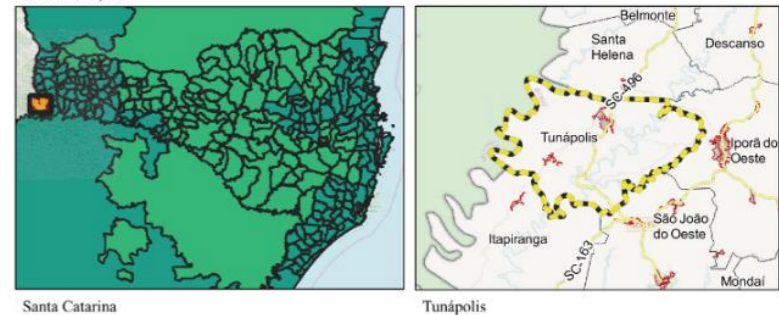 Belmonte
Santa
Helena
Descanso
SC-496
Tunápolis
Iporã do
Oeste
São João
do Oeste
Itapiranga
SC-163
Mondaí
Santa Catarina
Tunápolis